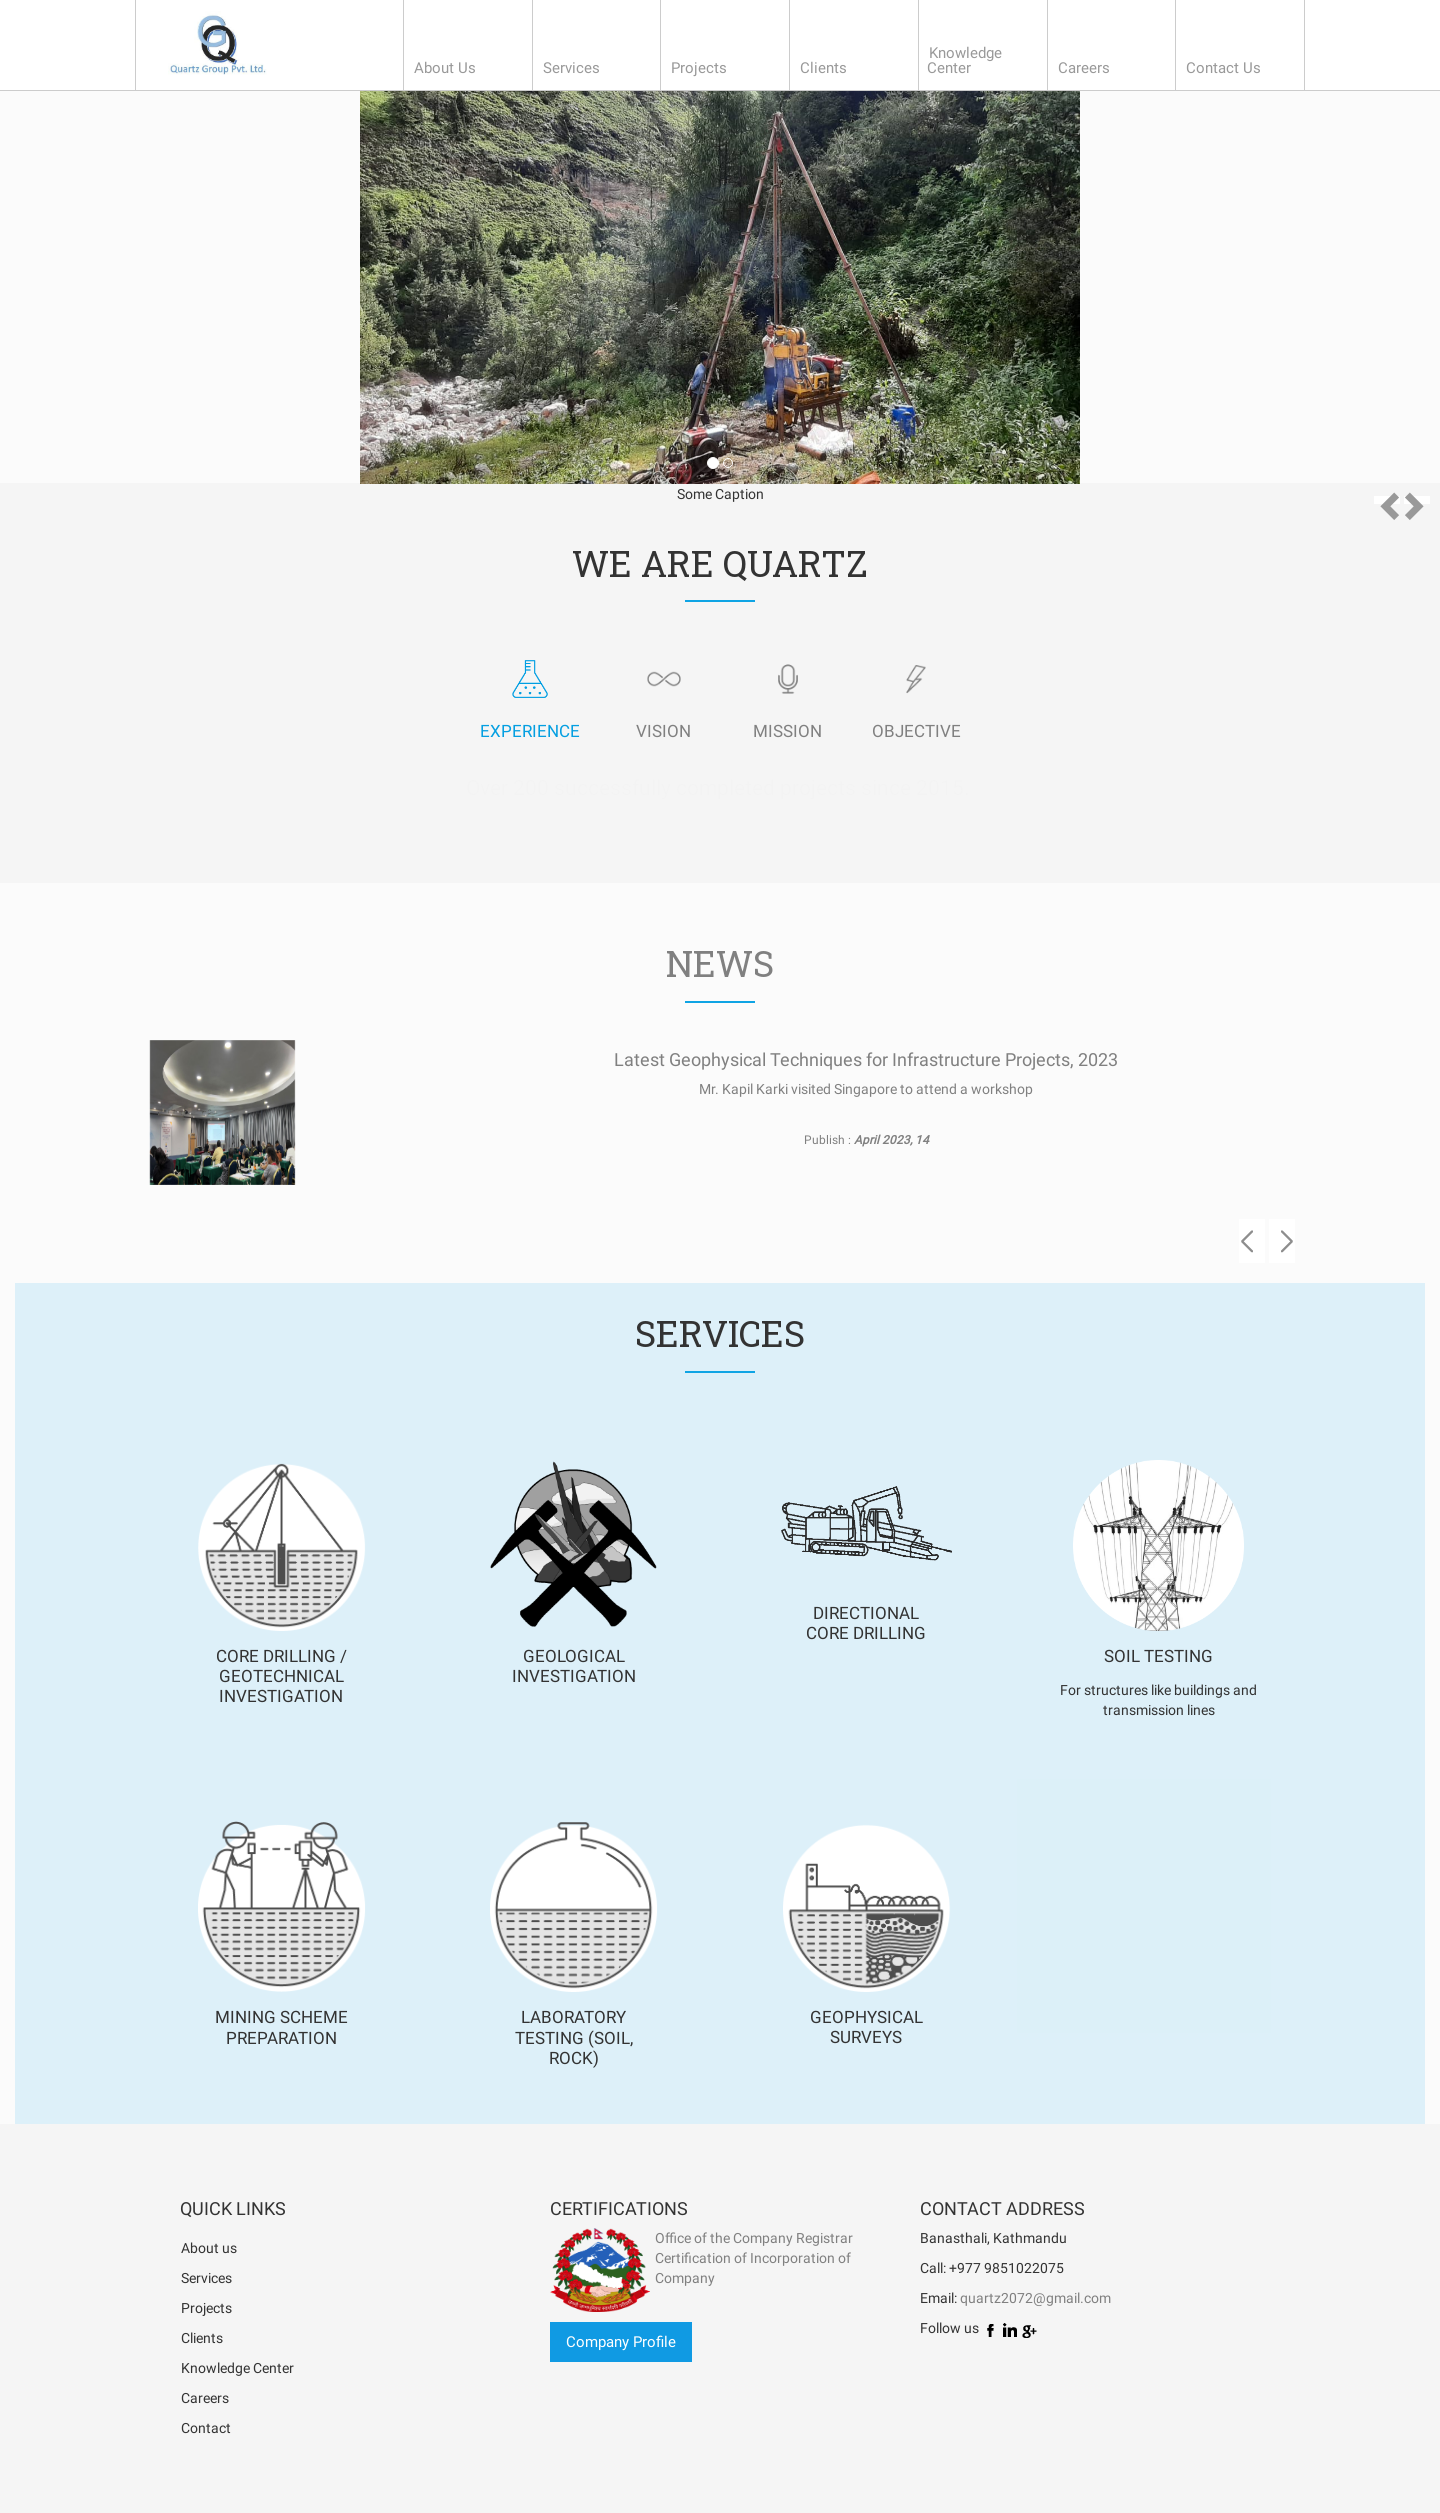 Quartz Group Pvt. Ltd.
About Us
Services
Projects
Clients
Knowledge
Center
Careers
Contact Us
Some Caption
WE ARE QUARTZ
EXPERIENCE
VISION
MISSION
OBJECTIVE
NEWS
Latest Geophysical Techniques for Infrastructure Projects, 2023
Mr. Kapil Karki visited Singapore to attend a workshop
Publish : April 2023, 14
SERVICES
CORE DRILLING /
GEOTECHNICAL
INVESTIGATION
GEOLOGICAL
INVESTIGATION
DIRECTIONAL
CORE DRILLING
SOIL TESTING
For structures like buildings and
transmission lines
MINING SCHEME
PREPARATION
LABORATORY
TESTING (SOIL,
ROCK)
GEOPHYSICAL
SURVEYS
QUICK LINKS
About us
Services
Projects
Clients
Knowledge Center
Careers
Contact
CERTIFICATIONS
Office of the Company Registrar
Certification of Incorporation of
Company
Company Profile
CONTACT ADDRESS
Banasthali, Kathmandu
Call: +977 9851022075
Email: quartz2072@gmail.com
Follow us